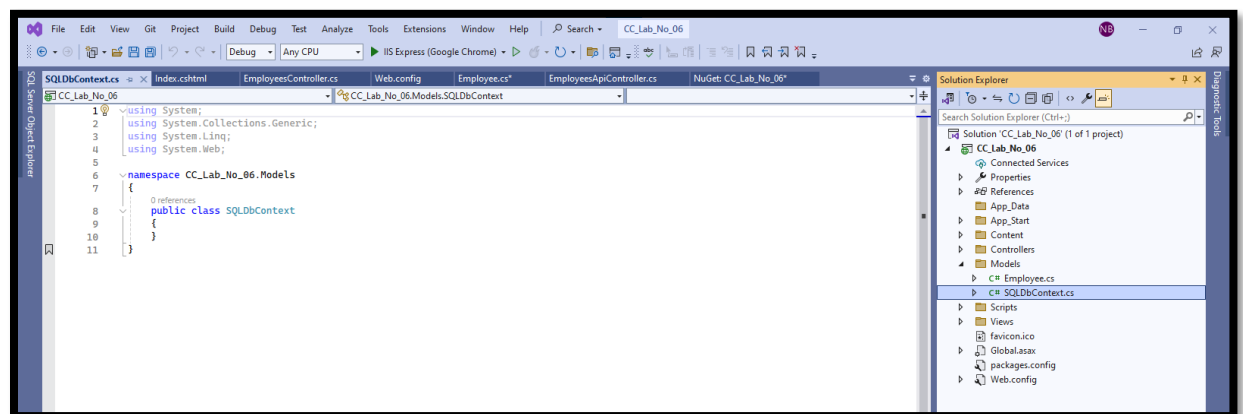 File Edit View Git Project Build Debug Test Analyze Tools Extensions Window Help Search CC_Lab_No_06 NB
Debug Any CPU IIS Express (Google Chrome)
SQLDbContext.cs Index.cshtml EmployeesController.cs Web.config Employee.cs* EmployeesApiController.cs NuGet: CC_Lab_No_06*
CC_Lab_No_06 CC_Lab_No_06.Models.SQLDbContext
1 using System;
2 using System.Collections.Generic;
3 using System.Linq;
4 using System.Web;
5
6 namespace CC_Lab_No_06.Models
7 {
0 references
8 public class SQLDbContext
9 {
10 }
11 }
SQL Server Object Explorer
Solution Explorer
Search Solution Explorer (Ctrl+;)
Solution 'CC_Lab_No_06' (1 of 1 project)
CC_Lab_No_06
Connected Services
Properties
References
App_Data
App_Start
Content
Controllers
Models
C# Employee.cs
C# SQLDbContext.cs
Scripts
Views
favicon.ico
Global.asax
packages.config
Web.config
Diagnostic Tools